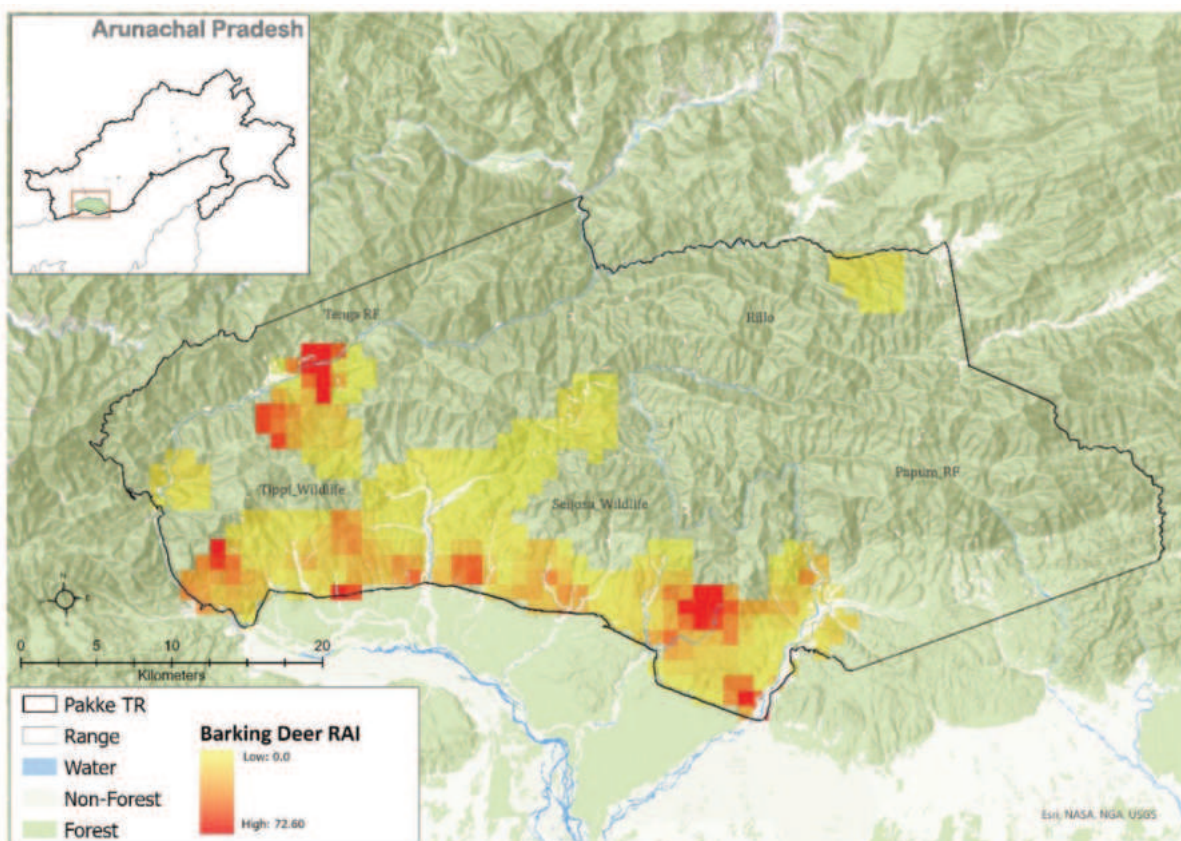 Arunachal Pradesh
Tenga RF
Rillo
Tippi_Wildlife
Seijosa_Wildlife
Papum_RF
N
E
0 5 10 20
Kilometers
Pakke TR
Range
Water
Non-Forest
Forest
Barking Deer RAI
Low: 0.0
High: 72.60
Esri, NASA, NGA, USGS